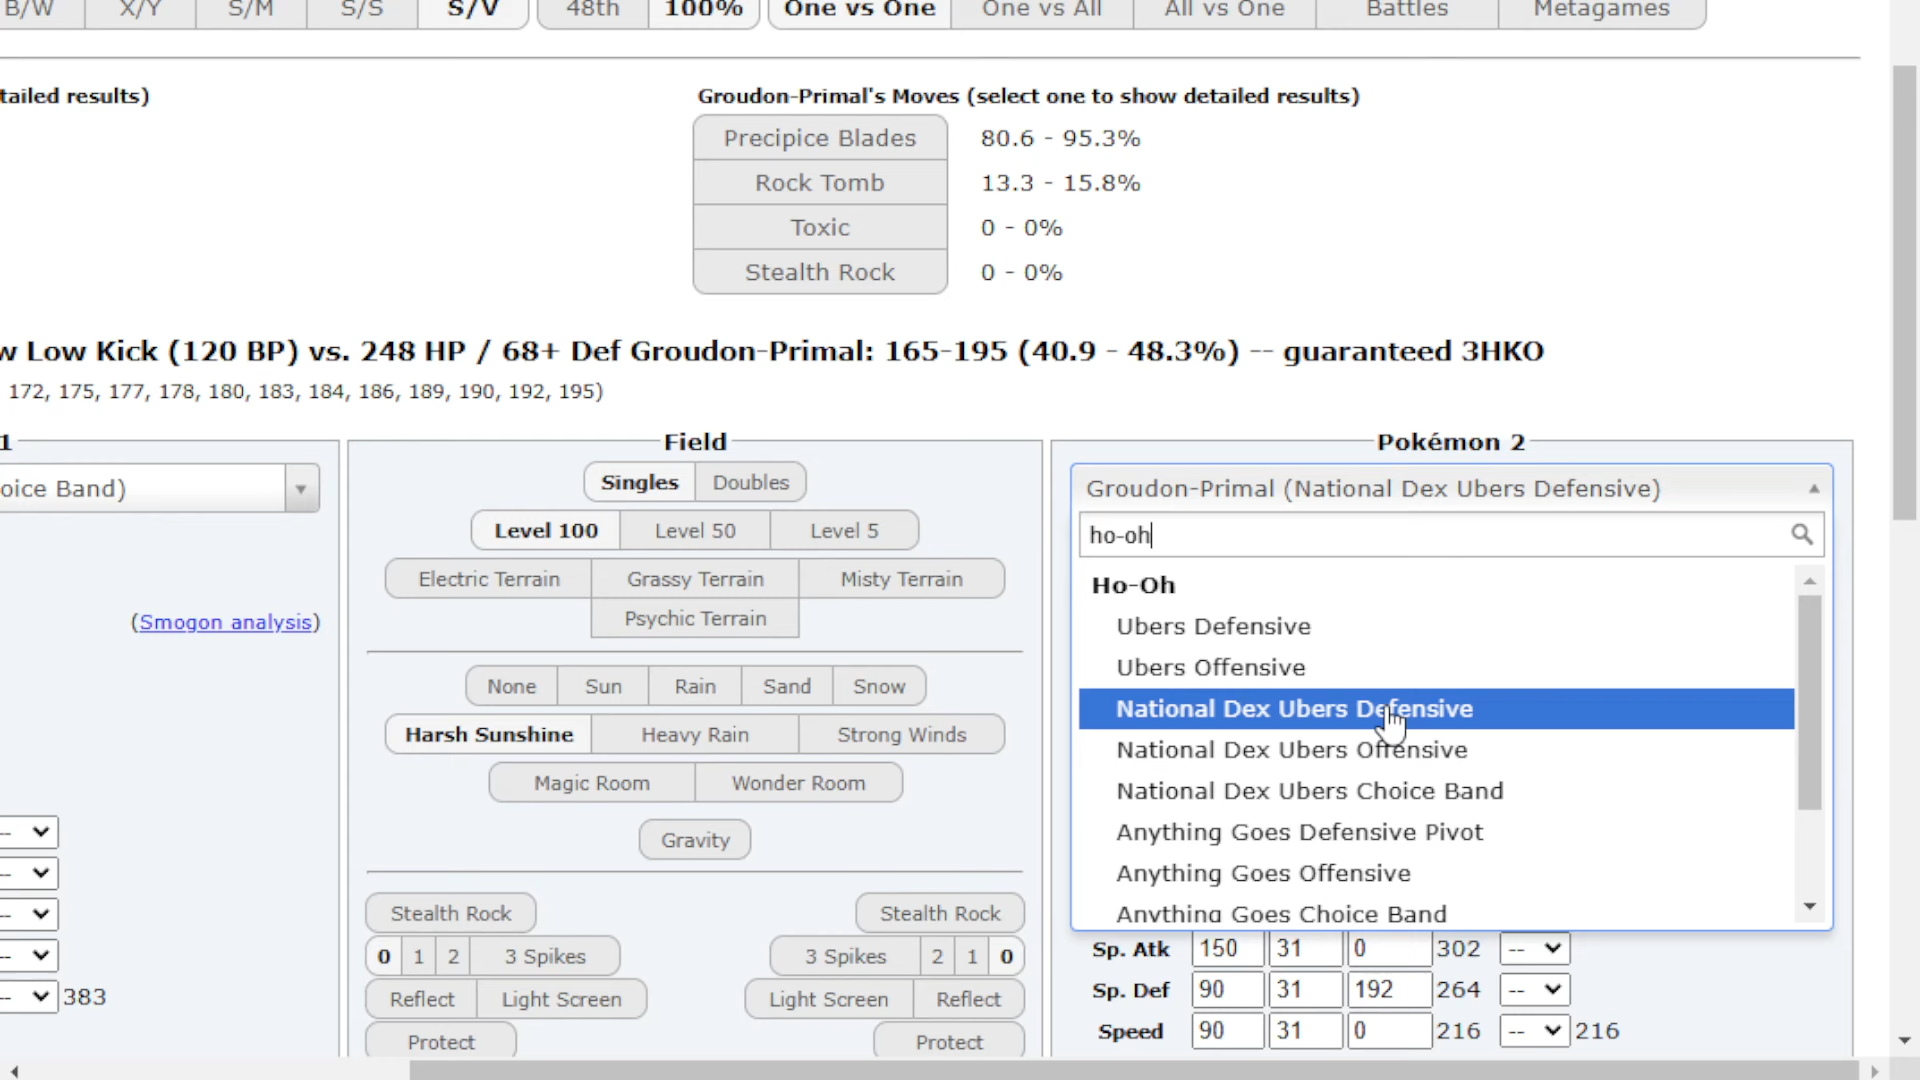 B/W X/Y S/M S/S S/V 48th 100% One vs One One vs All All vs One Battles Metagames
tailed results)
Groudon-Primal's Moves (select one to show detailed results)
Precipice Blades 80.6 - 95.3%
Rock Tomb 13.3 - 15.8%
Toxic 0 - 0%
Stealth Rock 0 - 0%
w Low Kick (120 BP) vs. 248 HP / 68+ Def Groudon-Primal: 165-195 (40.9 - 48.3%) -- guaranteed 3HKO
172, 175, 177, 178, 180, 183, 184, 186, 189, 190, 192, 195)
1
oice Band)
(Smogon analysis)
--
--
--
--
-- 383
Field
Singles Doubles
Level 100 Level 50 Level 5
Electric Terrain Grassy Terrain Misty Terrain
Psychic Terrain
None Sun Rain Sand Snow
Harsh Sunshine Heavy Rain Strong Winds
Magic Room Wonder Room
Gravity
Stealth Rock Stealth Rock
0 1 2 3 Spikes 3 Spikes 2 1 0
Reflect Light Screen Light Screen Reflect
Protect Protect
Pokémon 2
Groudon-Primal (National Dex Ubers Defensive)
ho-oh
Ho-Oh
Ubers Defensive
Ubers Offensive
National Dex Ubers Defensive
National Dex Ubers Offensive
National Dex Ubers Choice Band
Anything Goes Defensive Pivot
Anything Goes Offensive
Anything Goes Choice Band
Sp. Atk 150 31 0 302 --
Sp. Def 90 31 192 264 --
Speed 90 31 0 216 -- 216